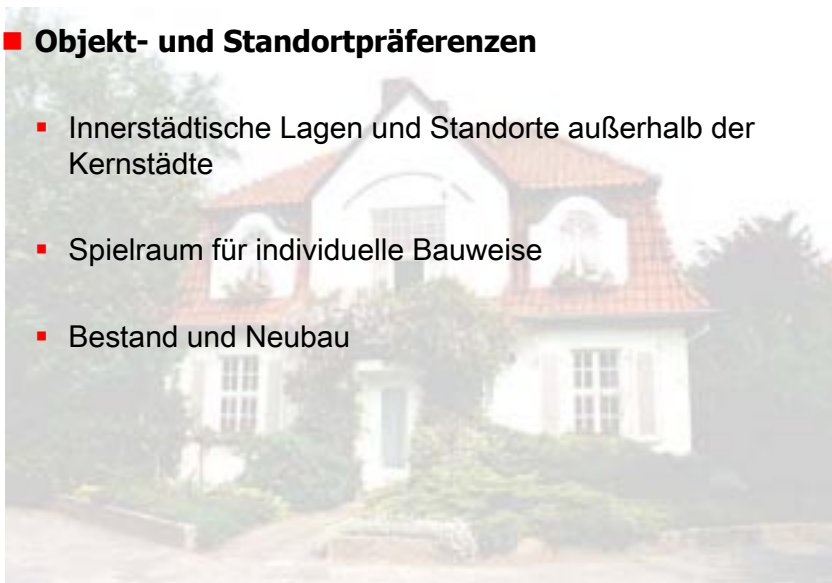 Objekt- und Standortpräferenzen
Innerstädtische Lagen und Standorte außerhalb der
Kernstädte
Spielraum für individuelle Bauweise
Bestand und Neubau